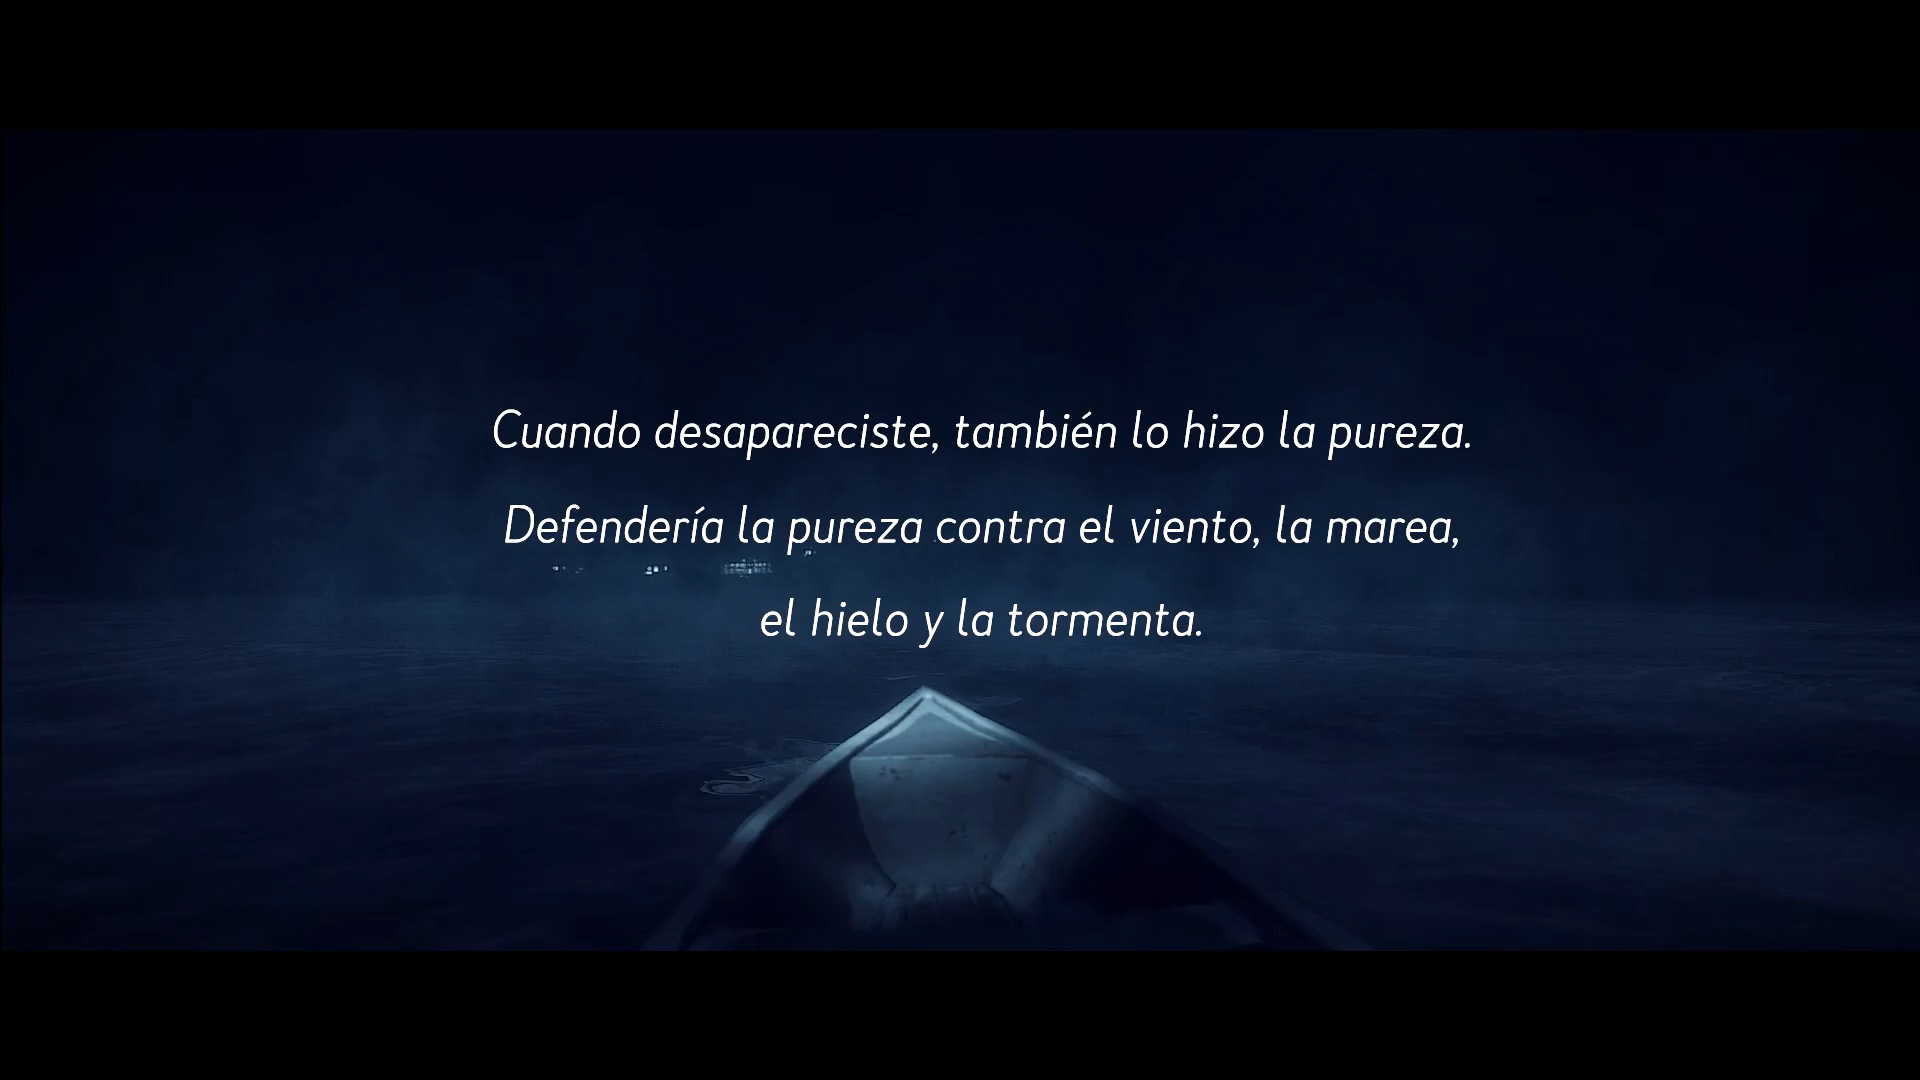 Cuando desapareciste, también lo hizo la pureza.
Defendería la pureza contra el viento, la marea,
el hielo y la tormenta.